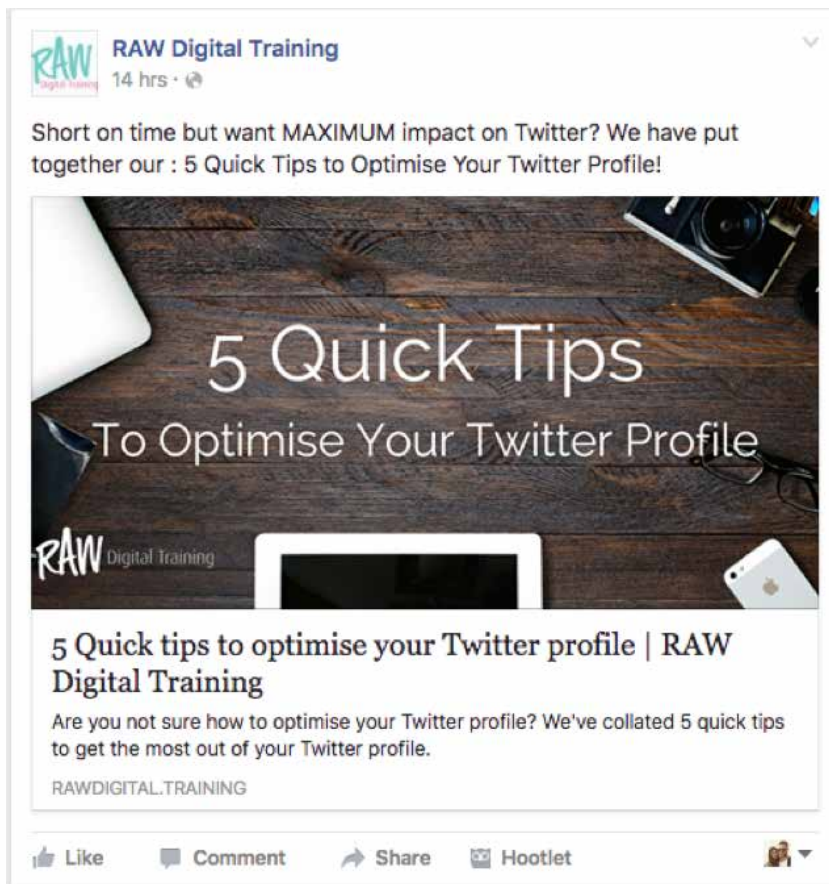 RAW
Digital Training
RAW Digital Training
14 hrs ·
Short on time but want MAXIMUM impact on Twitter? We have put
together our : 5 Quick Tips to Optimise Your Twitter Profile!
5 Quick Tips
To Optimise Your Twitter Profile
RAW Digital Training
5 Quick tips to optimise your Twitter profile | RAW
Digital Training
Are you not sure how to optimise your Twitter profile? We've collated 5 quick tips
to get the most out of your Twitter profile.
RAWDIGITAL.TRAINING
Like Comment Share Hootlet